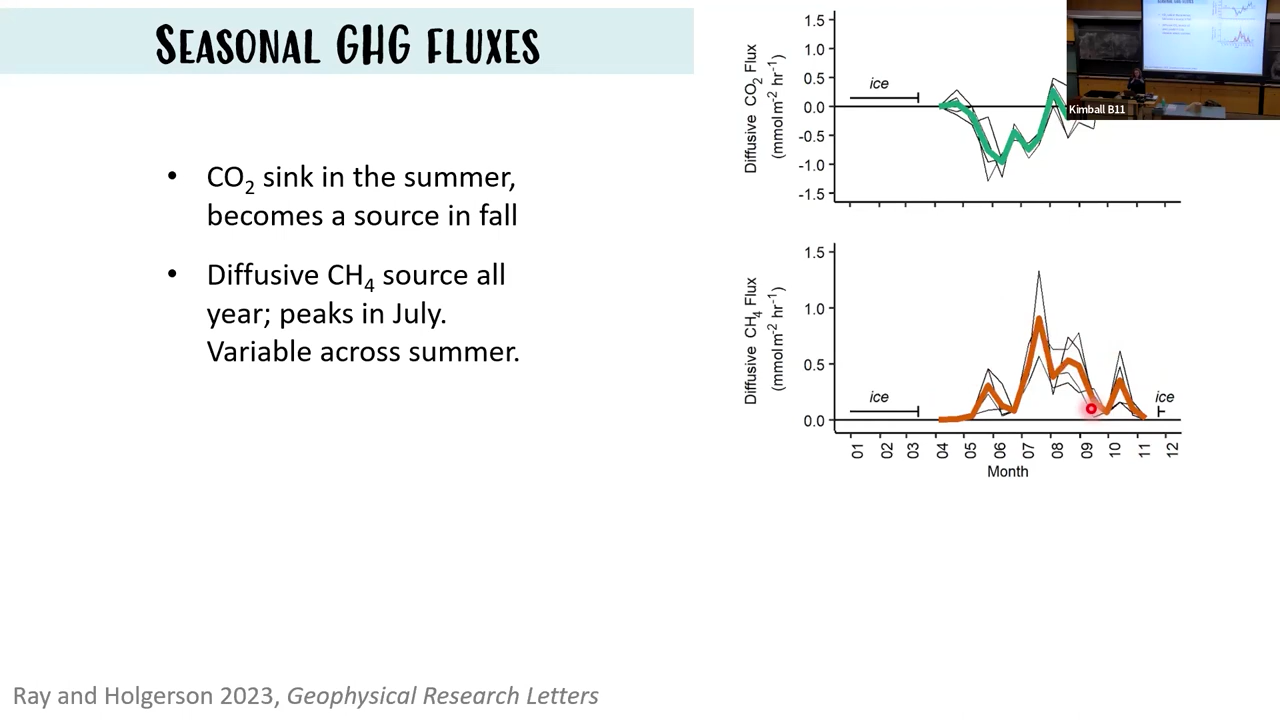 SEASONAL GHG FLUXES
• CO2 sink in the summer,
becomes a source in fall
• Diffusive CH4 source all
year; peaks in July.
Variable across summer.
Diffusive CO2 Flux
(mmol m-2 hr-1)
1.5
1.0
0.5
0.0
-0.5
-1.0
-1.5
ice
Kimball B11
Diffusive CH4 Flux
(mmol m-2 hr-1)
1.5
1.0
0.5
0.0
ice
ice
01 02 03 04 05 06 07 08 09 10 11 12
Month
Ray and Holgerson 2023, Geophysical Research Letters